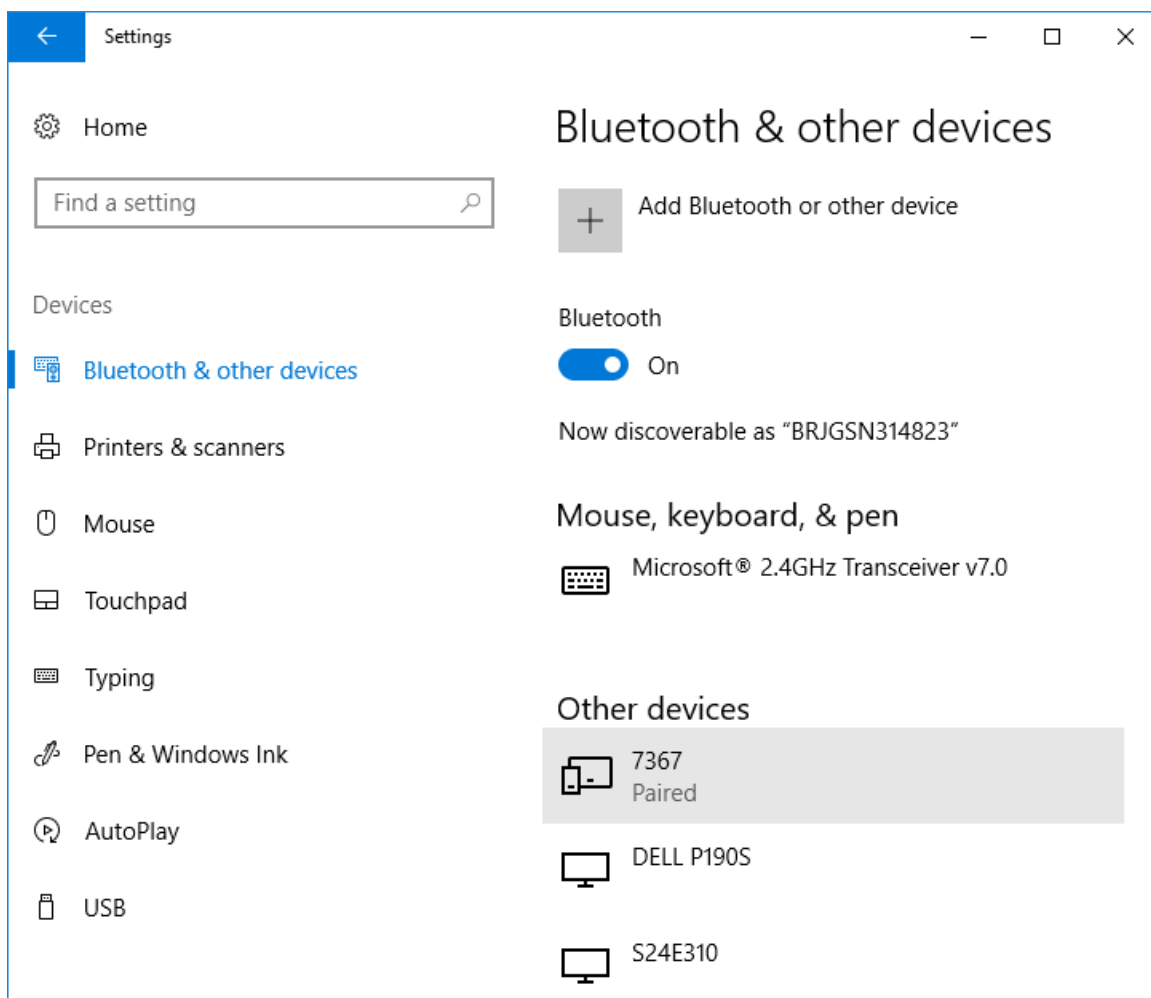 Settings
Home
Find a setting
Devices
Bluetooth & other devices
Printers & scanners
Mouse
Touchpad
Typing
Pen & Windows Ink
AutoPlay
USB
Bluetooth & other devices
Add Bluetooth or other device
Bluetooth
On
Now discoverable as “BRJGSN314823”
Mouse, keyboard, & pen
Microsoft® 2.4GHz Transceiver v7.0
Other devices
7367
Paired
DELL P190S
S24E310